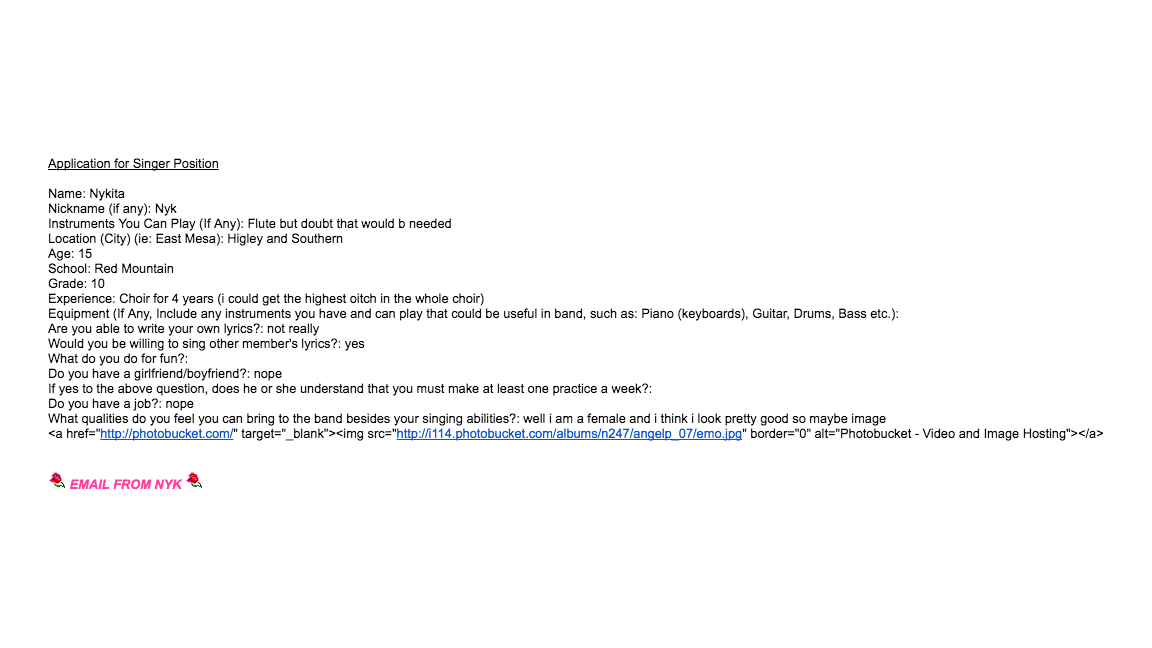 Application for Singer Position
Name: Nykita
Nickname (if any): Nyk
Instruments You Can Play (If Any): Flute but doubt that would b needed
Location (City) (ie: East Mesa): Higley and Southern
Age: 15
School: Red Mountain
Grade: 10
Experience: Choir for 4 years (i could get the highest oitch in the whole choir)
Equipment (If Any, Include any instruments you have and can play that could be useful in band, such as: Piano (keyboards), Guitar, Drums, Bass etc.):
Are you able to write your own lyrics?: not really
Would you be willing to sing other member's lyrics?: yes
What do you do for fun?:
Do you have a girlfriend/boyfriend?: nope
If yes to the above question, does he or she understand that you must make at least one practice a week?:
Do you have a job?: nope
What qualities do you feel you can bring to the band besides your singing abilities?: well i am a female and i think i look pretty good so maybe image
<a href="http://photobucket.com/" target="_blank"><img src="http://i114.photobucket.com/albums/n247/angelp_07/emo.jpg" border="0" alt="Photobucket - Video and Image Hosting"></a>
EMAIL FROM NYK